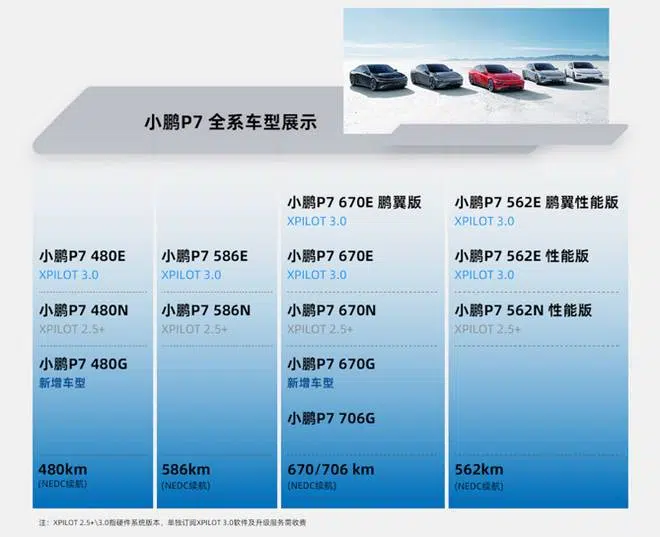 小鹏P7 全系车型展示
小鹏P7 480E
XPILOT 3.0
小鹏P7 480N
XPILOT 2.5+
小鹏P7 480G
新增车型
480km
(NEDC续航)
小鹏P7 586E
XPILOT 3.0
小鹏P7 586N
XPILOT 2.5+
586km
(NEDC续航)
小鹏P7 670E 鹏翼版
XPILOT 3.0
小鹏P7 670E
XPILOT 3.0
小鹏P7 670N
XPILOT 2.5+
小鹏P7 670G
新增车型
小鹏P7 706G
670/706 km
(NEDC续航)
小鹏P7 562E 鹏翼性能版
XPILOT 3.0
小鹏P7 562E 性能版
XPILOT 3.0
小鹏P7 562N 性能版
XPILOT 2.5+
562km
(NEDC续航)
注：XPILOT 2.5+\3.0指硬件系统版本，单独订阅XPILOT 3.0软件及升级服务需收费